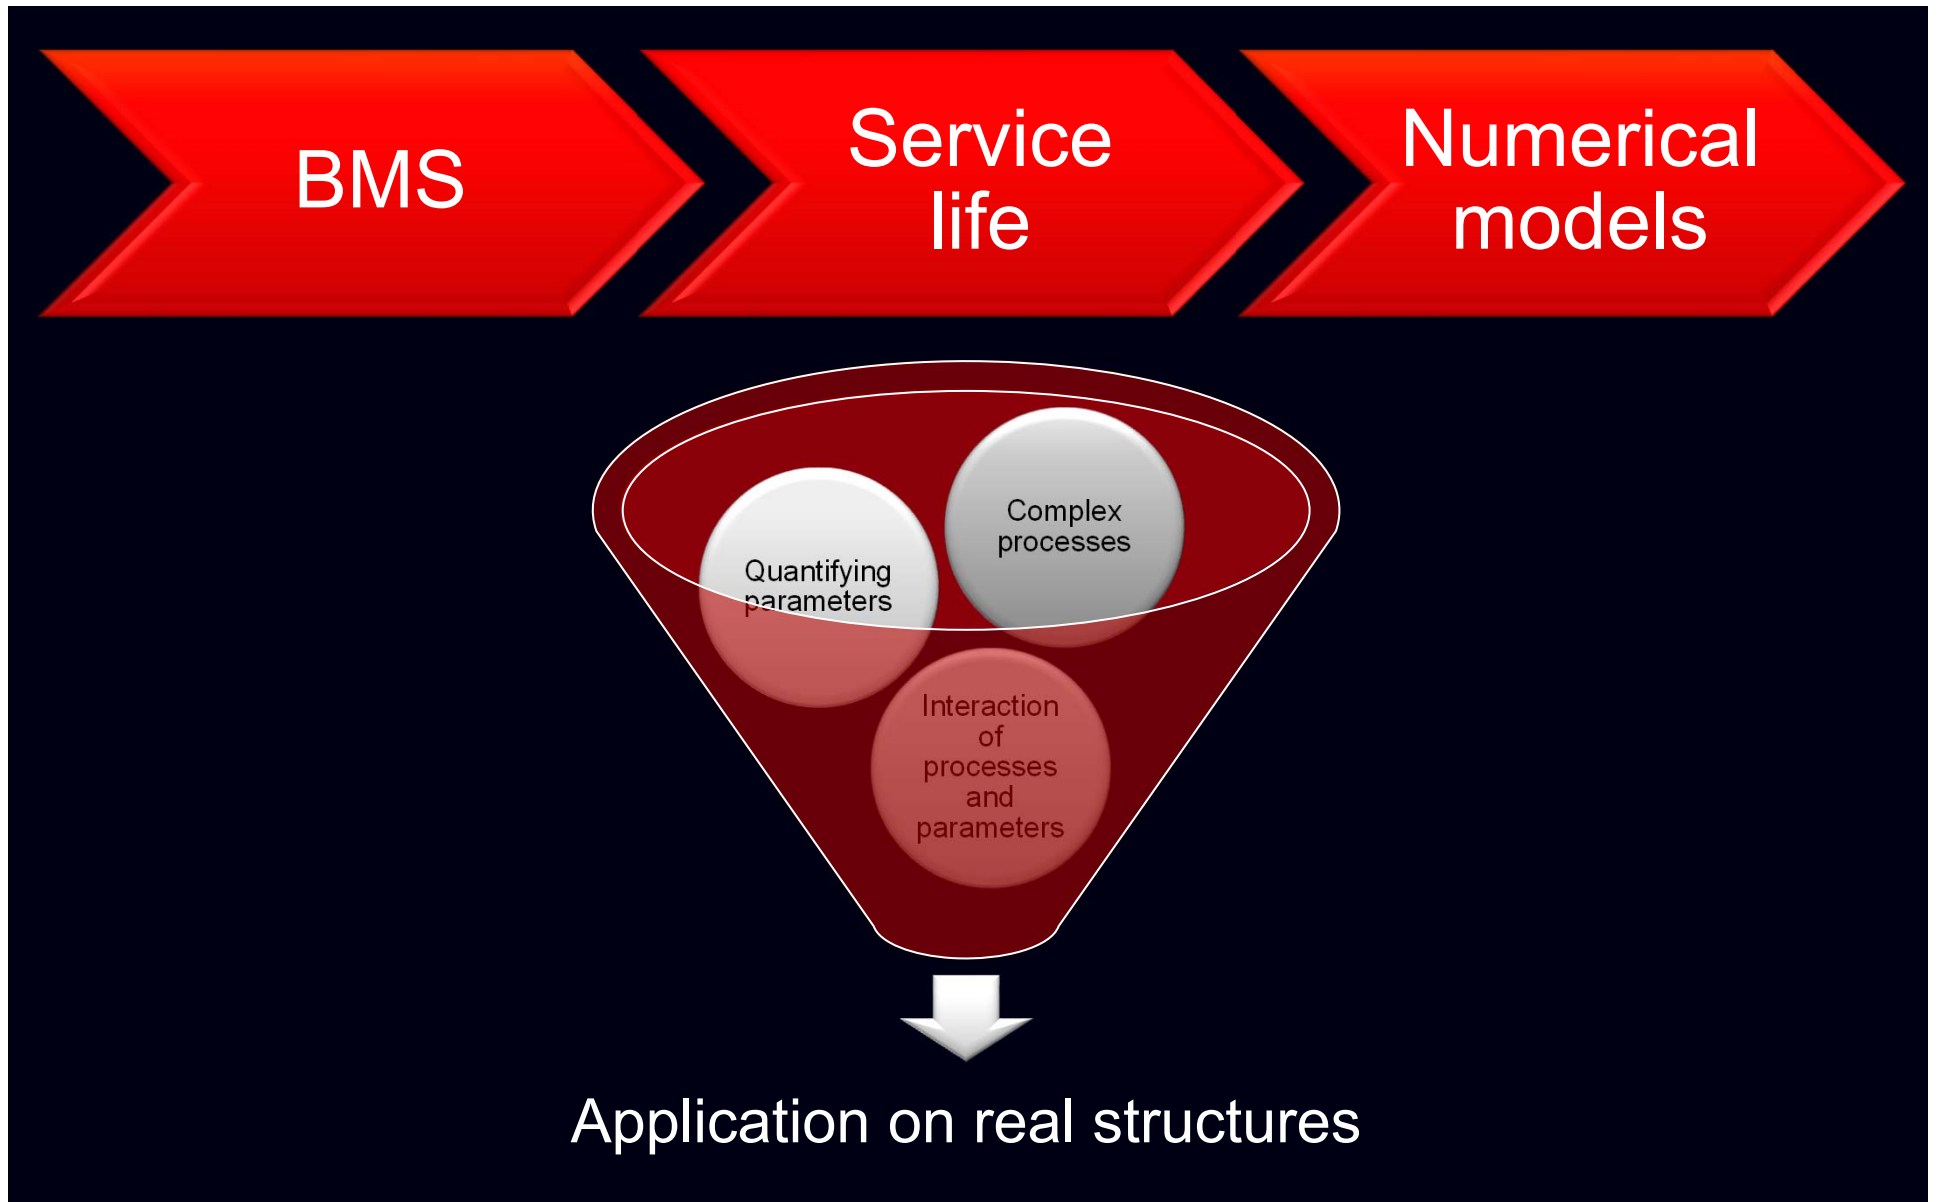 BMS
Service
life
Numerical
models
Complex
processes
Quantifying
parameters
Interaction
of
processes
and
parameters
Application on real structures